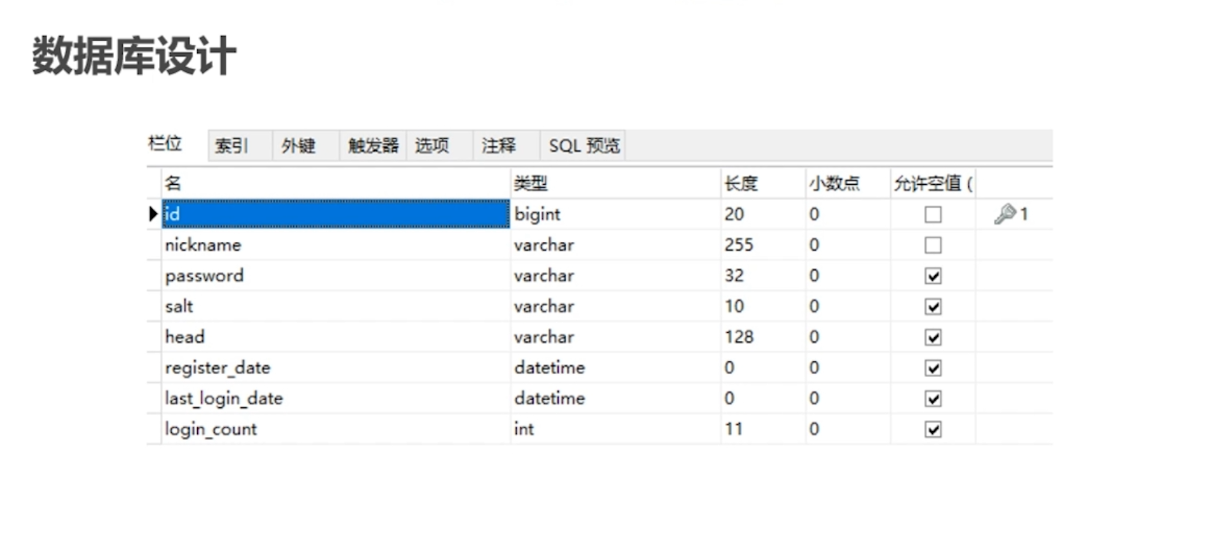 数据库设计
栏位 索引 外键 触发器 选项 注释 SQL 预览
名 类型 长度 小数点 允许空值 (
id bigint 20 0 1
nickname varchar 255 0
password varchar 32 0
salt varchar 10 0
head varchar 128 0
register_date datetime 0 0
last_login_date datetime 0 0
login_count int 11 0